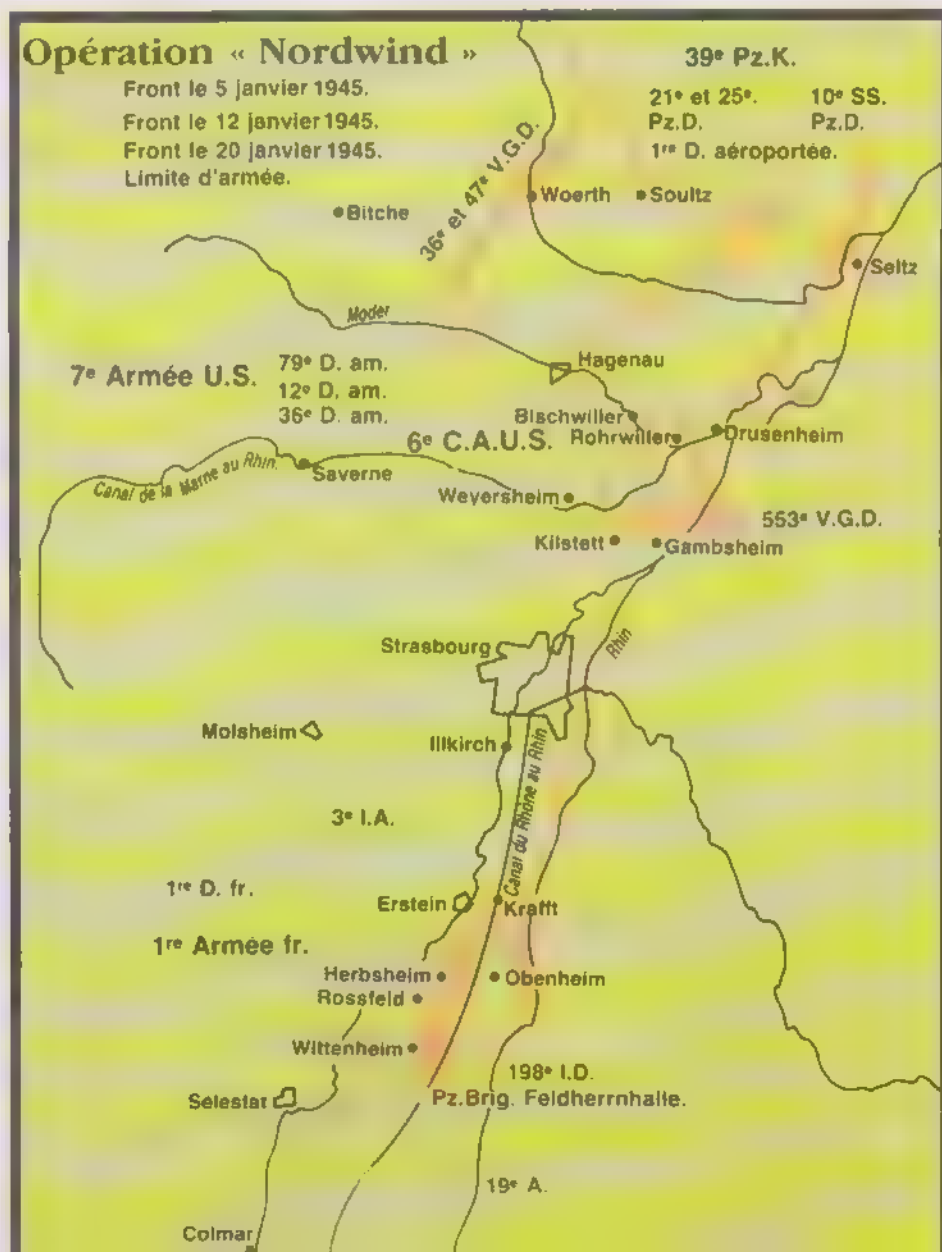 Opération « Nordwind »
Front le 5 janvier 1945.
Front le 12 janvier 1945.
Front le 20 janvier 1945.
Limite d'armée.
39e Pz.K.
21e et 25e. 10e SS.
Pz.D. Pz.D.
1re D. aéroportée.
36e et 47e V.G.D.
Woerth
Soultz
Bitche
Seltz
Moder
Hagenau
7e Armée U.S.
79e D. am.
12e D. am.
36e D. am.
Bischwiller
6e C.A.U.S.
Rohrwiller
Drusenheim
Canal de la Marne au Rhin.
Saverne
Weyersheim
553e V.G.D.
Kilstett
Gambsheim
Strasbourg
Rhin
Molsheim
Illkirch
Canal du Rhône au Rhin
3e I.A.
1re D. fr.
Erstein
Krafft
1re Armée fr.
Herbsheim
Obenheim
Rossfeld
Wittenheim
198e I.D.
Sélestat
Pz.Brig. Feldherrnhalle.
19e A.
Colmar